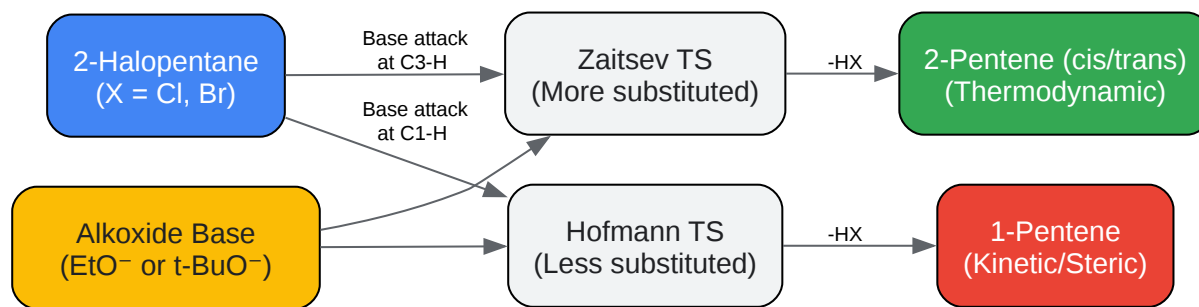 2-Halopentane
(X = Cl, Br)
Base attack
at C3-H
Zaitsev TS
(More substituted)
-HX
2-Pentene (cis/trans)
(Thermodynamic)
Base attack
at C1-H
Alkoxide Base
(EtO⁻ or t-BuO⁻)
Hofmann TS
(Less substituted)
-HX
1-Pentene
(Kinetic/Steric)